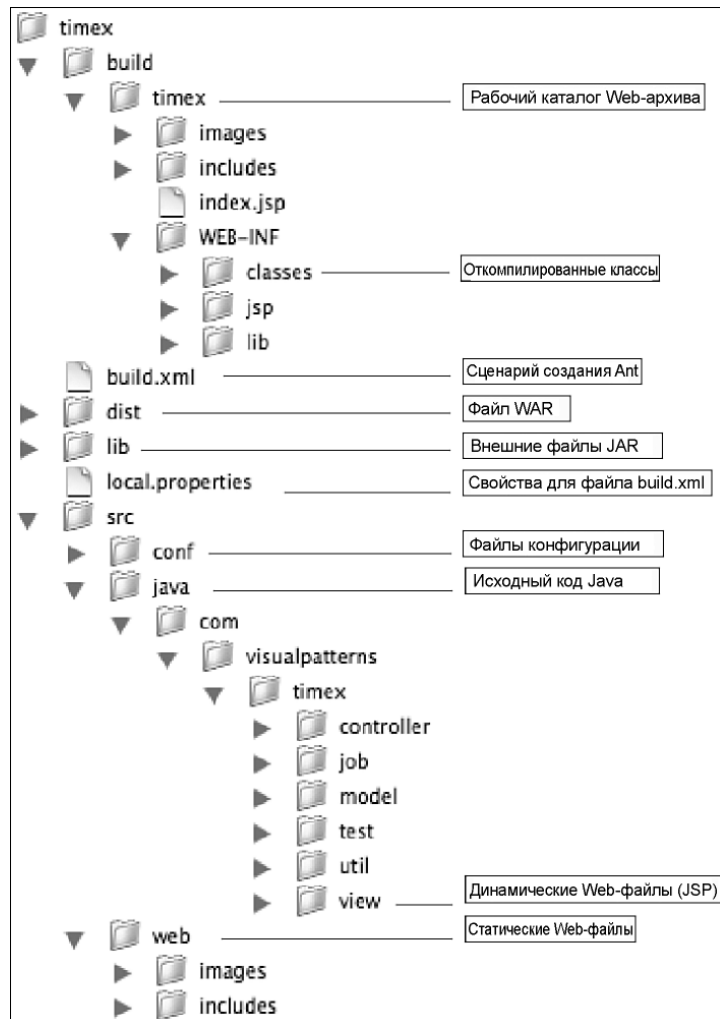 timex
build
timex Рабочий каталог Web-архива
images
includes
index.jsp
WEB-INF
classes Откомпилированные классы
jsp
lib
build.xml Сценарий создания Ant
dist Файл WAR
lib Внешние файлы JAR
local.properties Свойства для файла build.xml
src
conf Файлы конфигурации
java Исходный код Java
com
visualpatterns
timex
controller
job
model
test
util
view Динамические Web-файлы (JSP)
web Статические Web-файлы
images
includes